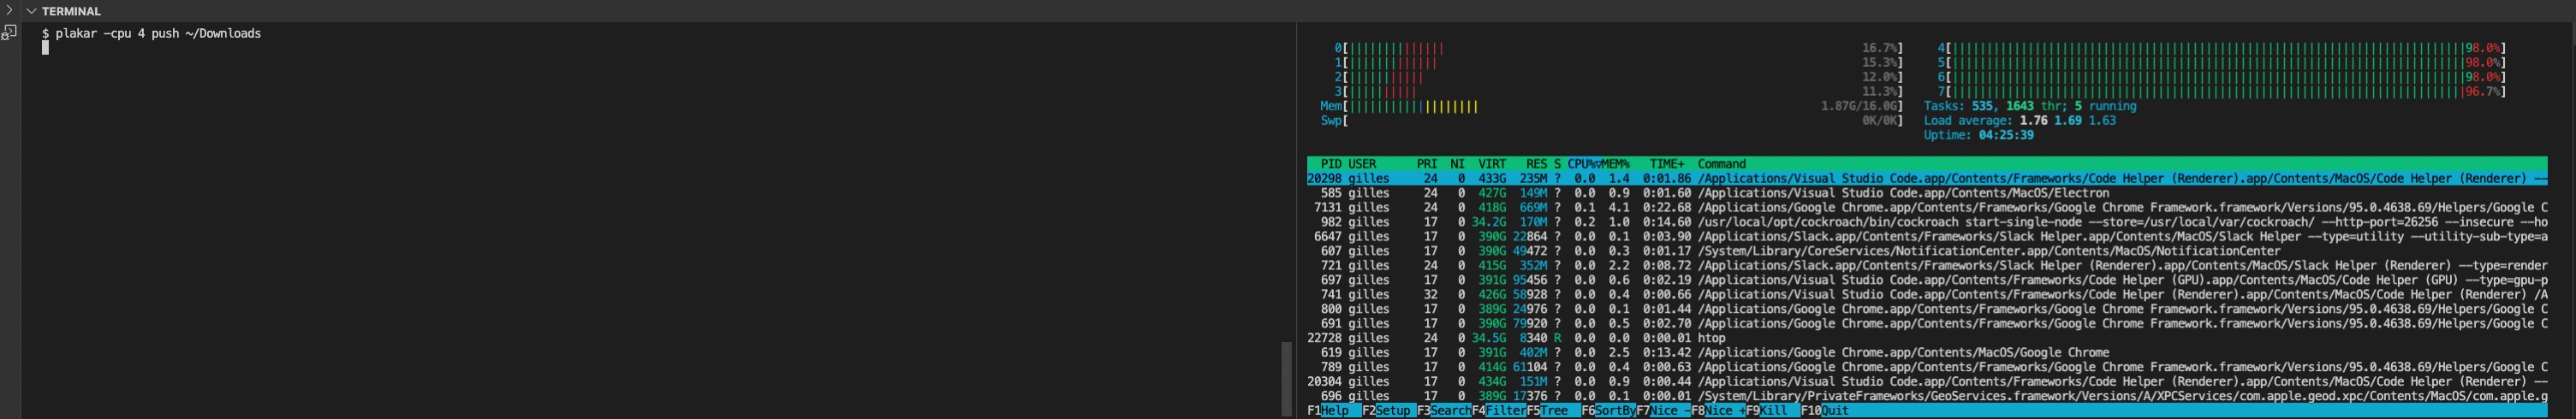 TERMINAL
$ plakar -cpu 4 push ~/Downloads
0[ 16.7%] 4[ 98.0%]
1[ 15.3%] 5[ 98.0%]
2[ 12.0%] 6[ 98.0%]
3[ 11.3%] 7[ 96.7%]
Mem[ 1.87G/16.0G] Tasks: 535, 1643 thr; 5 running
Swp[ 0K/0K] Load average: 1.76 1.69 1.63
Uptime: 04:25:39
PID USER PRI NI VIRT RES S CPU%▽MEM% TIME+ Command
20298 gilles 24 0 433G 235M ? 0.0 1.4 0:01.86 /Applications/Visual Studio Code.app/Contents/Frameworks/Code Helper (Renderer).app/Contents/MacOS/Code Helper (Renderer) --
585 gilles 24 0 427G 149M ? 0.0 0.9 0:01.60 /Applications/Visual Studio Code.app/Contents/MacOS/Electron
7131 gilles 24 0 418G 669M ? 0.1 4.1 0:22.68 /Applications/Google Chrome.app/Contents/Frameworks/Google Chrome Framework.framework/Versions/95.0.4638.69/Helpers/Google C
982 gilles 17 0 34.2G 170M ? 0.2 1.0 0:14.60 /usr/local/opt/cockroach/bin/cockroach start-single-node --store=/usr/local/var/cockroach/ --http-port=26256 --insecure --ho
6647 gilles 17 0 390G 22864 ? 0.0 0.1 0:03.90 /Applications/Slack.app/Contents/Frameworks/Slack Helper.app/Contents/MacOS/Slack Helper --type=utility --utility-sub-type=a
607 gilles 17 0 390G 49472 ? 0.0 0.3 0:01.17 /System/Library/CoreServices/NotificationCenter.app/Contents/MacOS/NotificationCenter
721 gilles 24 0 415G 352M ? 0.0 2.2 0:08.72 /Applications/Slack.app/Contents/Frameworks/Slack Helper (Renderer).app/Contents/MacOS/Slack Helper (Renderer) --type=render
697 gilles 17 0 391G 95456 ? 0.0 0.6 0:02.19 /Applications/Visual Studio Code.app/Contents/Frameworks/Code Helper (GPU).app/Contents/MacOS/Code Helper (GPU) --type=gpu-p
741 gilles 32 0 426G 58928 ? 0.0 0.4 0:00.66 /Applications/Visual Studio Code.app/Contents/Frameworks/Code Helper (Renderer).app/Contents/MacOS/Code Helper (Renderer) /A
800 gilles 17 0 389G 24976 ? 0.0 0.1 0:01.44 /Applications/Google Chrome.app/Contents/Frameworks/Google Chrome Framework.framework/Versions/95.0.4638.69/Helpers/Google C
691 gilles 17 0 390G 79920 ? 0.0 0.5 0:02.70 /Applications/Google Chrome.app/Contents/Frameworks/Google Chrome Framework.framework/Versions/95.0.4638.69/Helpers/Google C
22728 gilles 24 0 34.5G 8340 R 0.0 0.0 0:00.01 htop
619 gilles 17 0 391G 402M ? 0.0 2.5 0:13.42 /Applications/Google Chrome.app/Contents/MacOS/Google Chrome
789 gilles 17 0 414G 61104 ? 0.0 0.4 0:00.63 /Applications/Google Chrome.app/Contents/Frameworks/Google Chrome Framework.framework/Versions/95.0.4638.69/Helpers/Google C
20304 gilles 17 0 434G 151M ? 0.0 0.9 0:00.44 /Applications/Visual Studio Code.app/Contents/Frameworks/Code Helper (Renderer).app/Contents/MacOS/Code Helper (Renderer) --
696 gilles 17 0 389G 17376 ? 0.0 0.1 0:00.01 /System/Library/PrivateFrameworks/GeoServices.framework/Versions/A/XPCServices/com.apple.geod.xpc/Contents/MacOS/com.apple.g
F1Help F2Setup F3SearchF4FilterF5Tree F6SortByF7Nice -F8Nice +F9Kill F10Quit